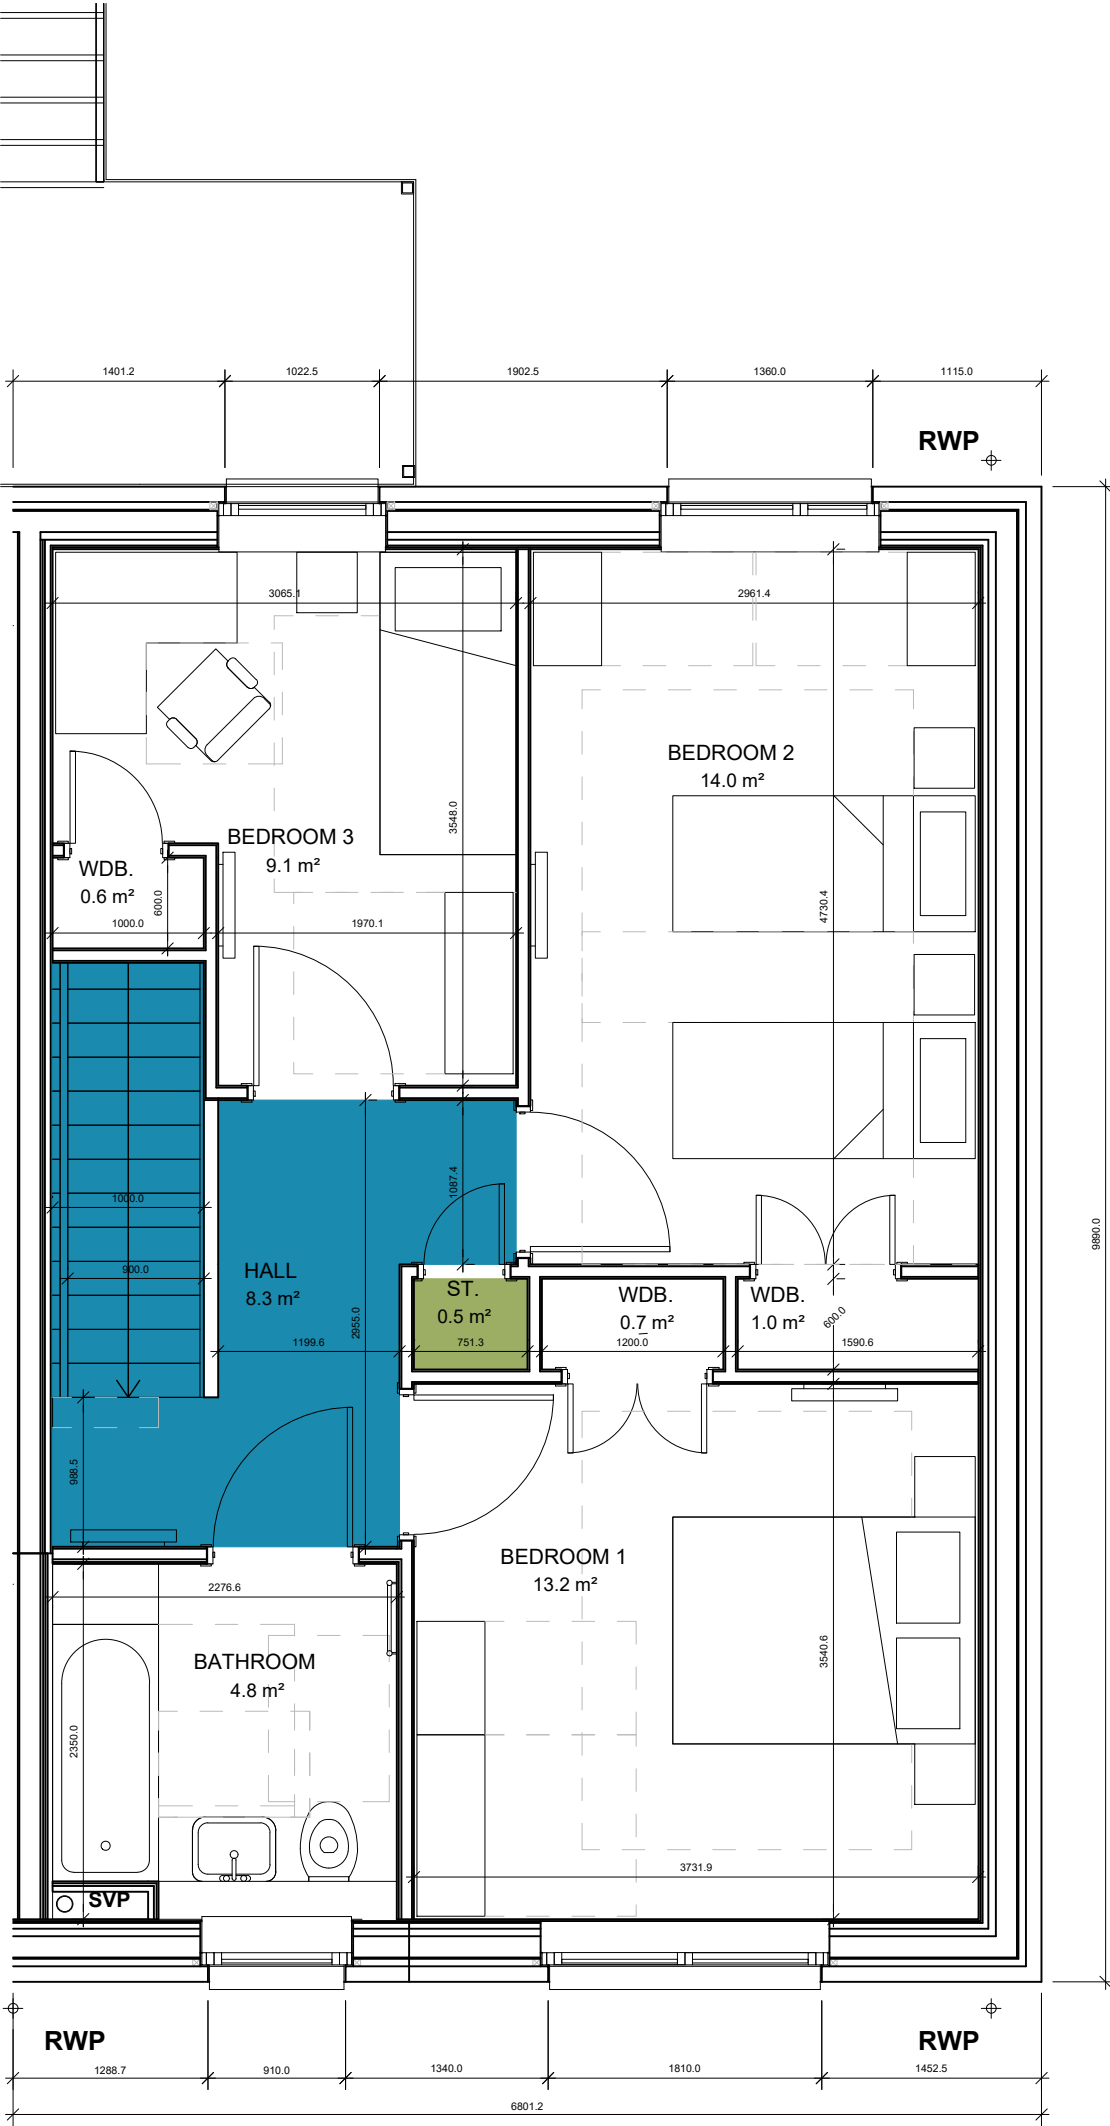 1401.2
1022.5
1902.5
1360.0
1115.0
RWP
3065.1
2961.4
BEDROOM 2
14.0 m²
3548.0
BEDROOM 3
9.1 m²
WDB.
0.6 m²
600.0
4730.4
1000.0
1970.1
1087.4
1000.0
9890.0
900.0
HALL
8.3 m²
ST.
0.5 m²
WDB.
0.7 m²
WDB.
1.0 m²
600.0
2955.0
1199.6
751.3
1200.0
1590.6
988.5
BEDROOM 1
13.2 m²
2276.6
BATHROOM
4.8 m²
3540.6
2350.0
3731.9
SVP
RWP
RWP
1288.7
910.0
1340.0
1810.0
1452.5
6801.2